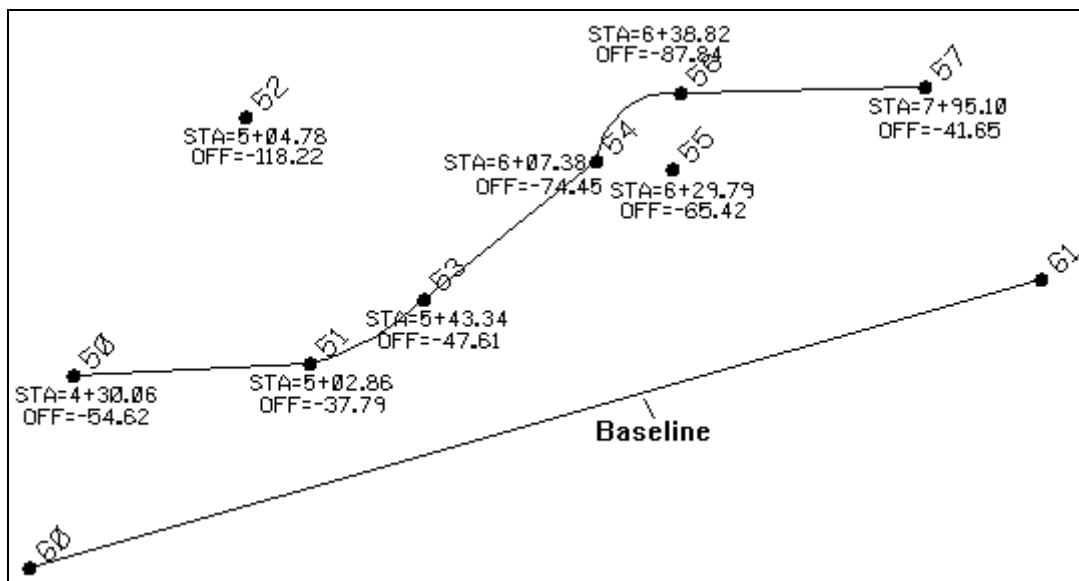 STA=6+38.82
OFF=-87.84
56
57
52
STA=7+95.10
OFF=-41.65
STA=5+04.78
OFF=-118.22
54
55
STA=6+07.38
OFF=-74.45
STA=6+29.79
OFF=-65.42
61
53
STA=5+43.34
OFF=-47.61
50
51
STA=4+30.06
OFF=-54.62
STA=5+02.86
OFF=-37.79
Baseline
60